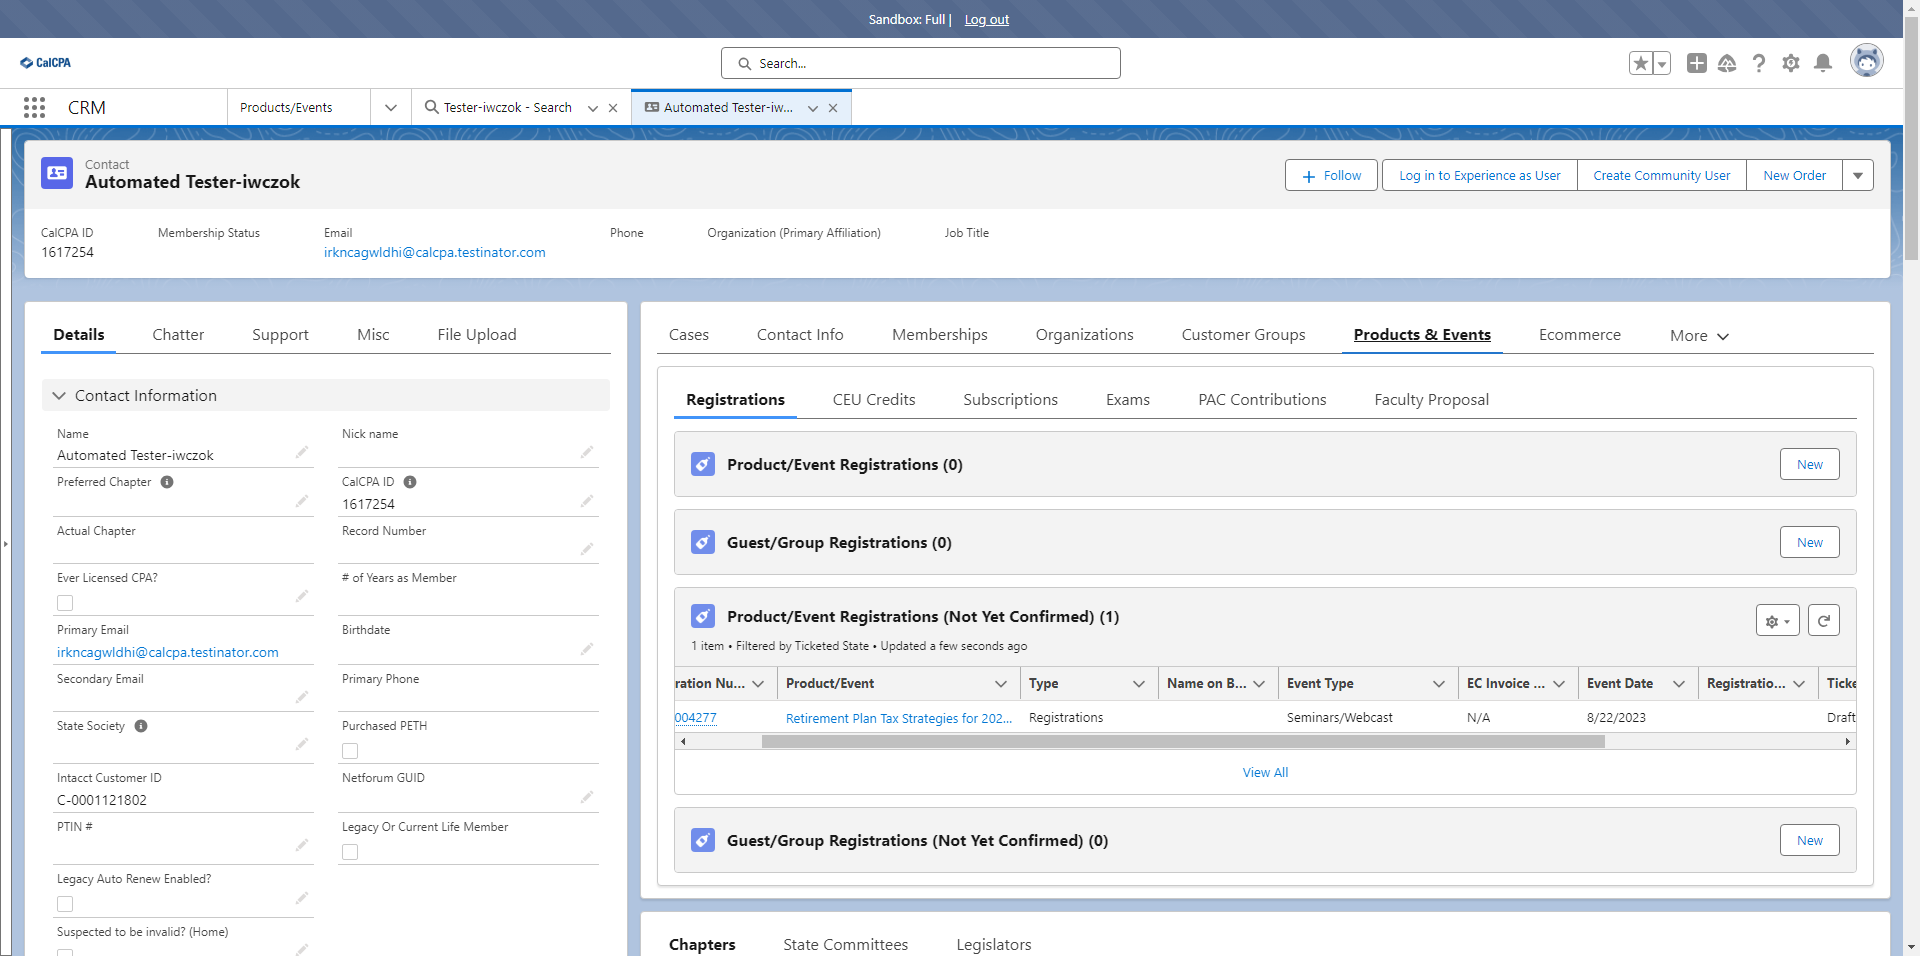 Sandbox: Full | Log out
CalCPA
Search...
CRM
Products/Events
Tester-iwczok - Search
Automated Tester-iw...
Contact
Automated Tester-iwczok
Follow
Log in to Experience as User
Create Community User
New Order
CalCPA ID
1617254
Membership Status
Email
irkncagwldhi@calcpa.testinator.com
Phone
Organization (Primary Affiliation)
Job Title
Details
Chatter
Support
Misc
File Upload
Contact Information
Name
Automated Tester-iwczok
Nick name
Preferred Chapter
CalCPA ID
1617254
Actual Chapter
Record Number
Ever Licensed CPA?
# of Years as Member
Primary Email
irkncagwldhi@calcpa.testinator.com
Birthdate
Secondary Email
Primary Phone
State Society
Purchased PETH
Intacct Customer ID
C-0001121802
Netforum GUID
PTIN #
Legacy Or Current Life Member
Legacy Auto Renew Enabled?
Suspected to be invalid? (Home)
Cases
Contact Info
Memberships
Organizations
Customer Groups
Products & Events
Ecommerce
More
Registrations
CEU Credits
Subscriptions
Exams
PAC Contributions
Faculty Proposal
Product/Event Registrations (0)
New
Guest/Group Registrations (0)
New
Product/Event Registrations (Not Yet Confirmed) (1)
1 item • Filtered by Ticketed State • Updated a few seconds ago
ration Nu...
Product/Event
Type
Name on B...
Event Type
EC Invoice ...
Event Date
Registratio...
Ticke
004277
Retirement Plan Tax Strategies for 202...
Registrations
Seminars/Webcast
N/A
8/22/2023
Draft
View All
Guest/Group Registrations (Not Yet Confirmed) (0)
New
Chapters
State Committees
Legislators